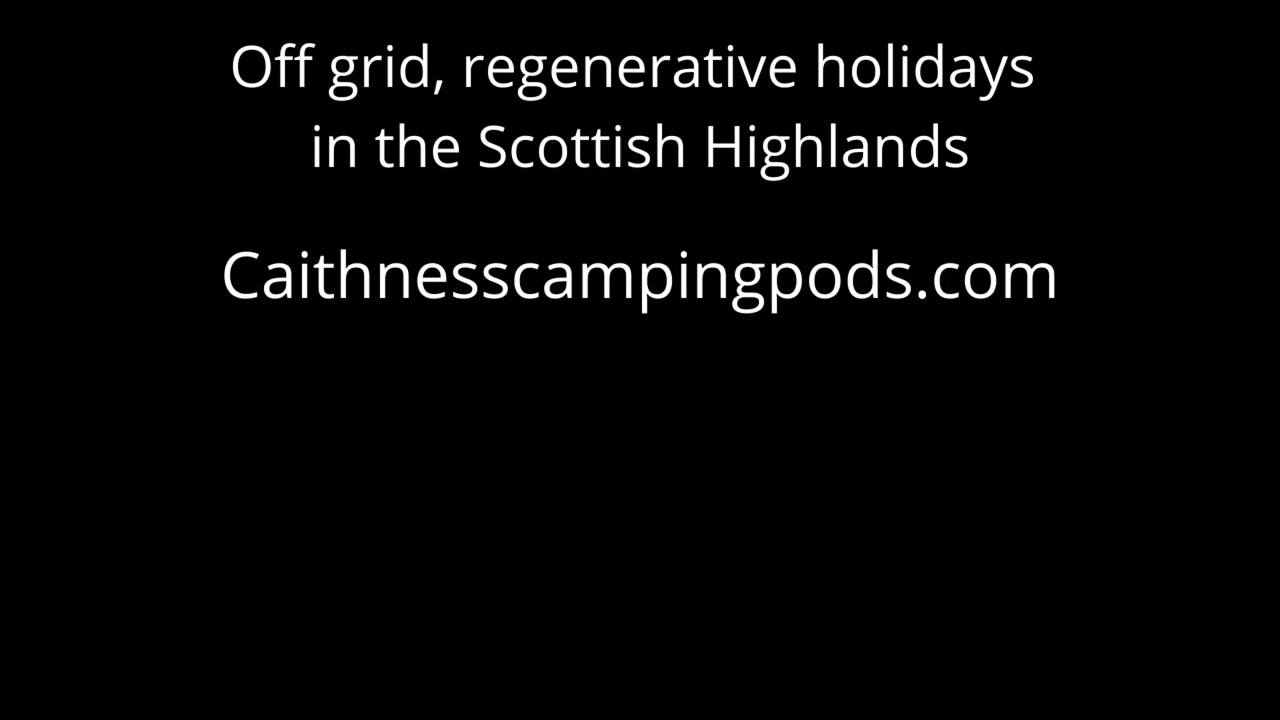 Off grid, regenerative holidays
in the Scottish Highlands
Caithnesscampingpods.com